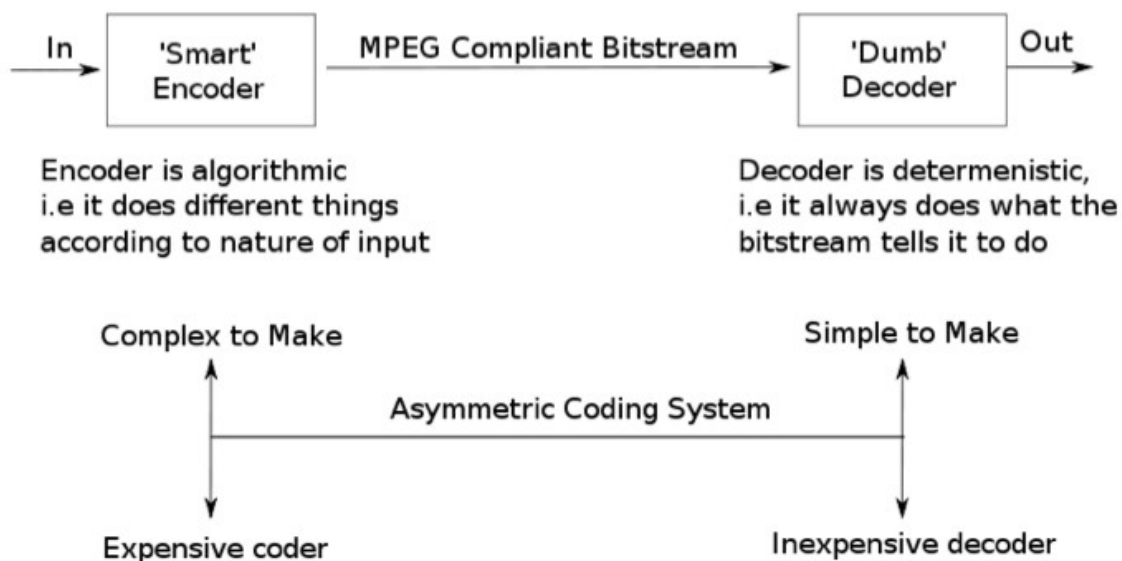 In
'Smart'
Encoder
MPEG Compliant Bitstream
'Dumb'
Decoder
Out
Encoder is algorithmic
i.e it does different things
according to nature of input
Decoder is determenistic,
i.e it always does what the
bitstream tells it to do
Complex to Make
Simple to Make
Asymmetric Coding System
Expensive coder
Inexpensive decoder